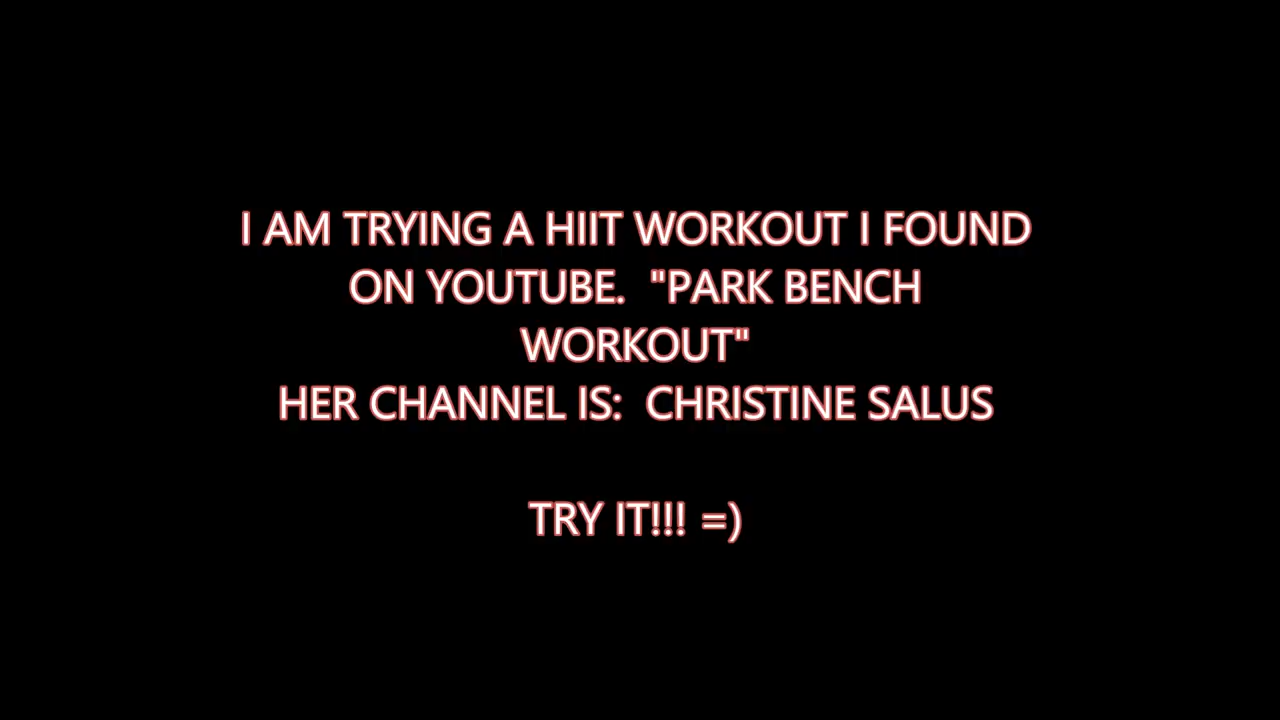 I AM TRYING A HIIT WORKOUT I FOUND
ON YOUTUBE.  "PARK BENCH
WORKOUT"
HER CHANNEL IS:  CHRISTINE SALUS
TRY IT!!! =)